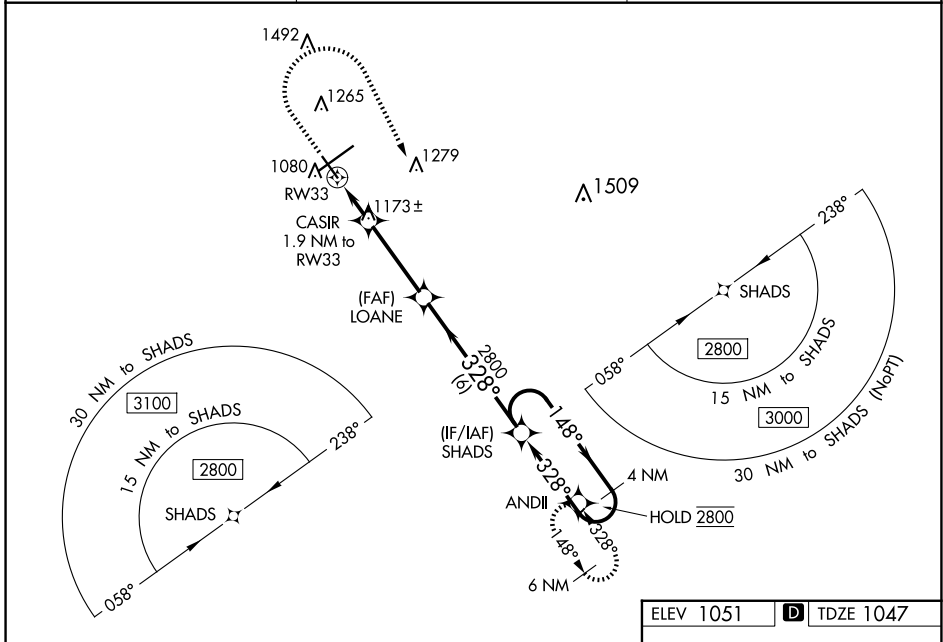 1492
1265
1279
1080
RW33
1509
1173±
CASIR
1.9 NM to
RW33
238°
SHADS
(FAF)
LOANE
2800
15 NM to SHADS
058°
3000
30 NM to SHADS (NoPT)
2800
328°
(6)
30 NM to SHADS
3100
15 NM to SHADS
238°
2800
148°
(IF/IAF)
SHADS
328°
4 NM
ANDII
HOLD 2800
SHADS
148°
328°
6 NM
058°
ELEV 1051 D TDZE 1047